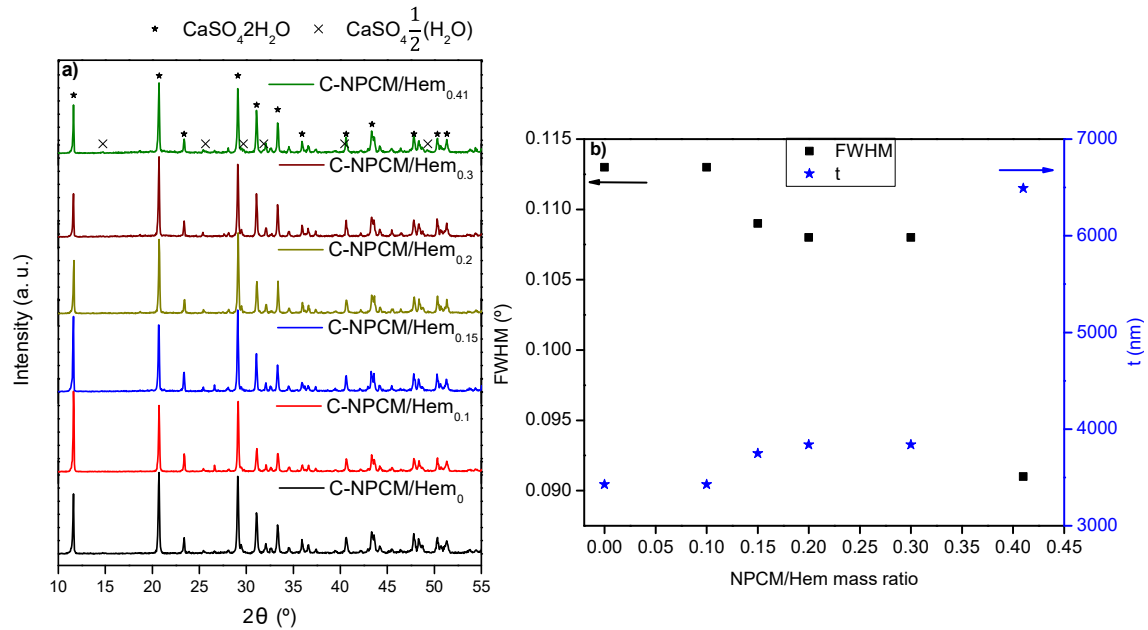 ★ CaSO₄2H₂O × CaSO₄ 1/2 (H₂O)
a)
C-NPCM/Hem₀.₄₁
C-NPCM/Hem₀.₃
C-NPCM/Hem₀.₂
C-NPCM/Hem₀.₁₅
C-NPCM/Hem₀.₁
C-NPCM/Hem₀
Intensity (a. u.)
10 15 20 25 30 35 40 45 50 55
2θ (º)
b)
FWHM
t
0.115
0.110
0.105
0.100
0.095
0.090
FWHM (º)
7000
6000
5000
4000
3000
t (nm)
0.00 0.05 0.10 0.15 0.20 0.25 0.30 0.35 0.40 0.45
NPCM/Hem mass ratio